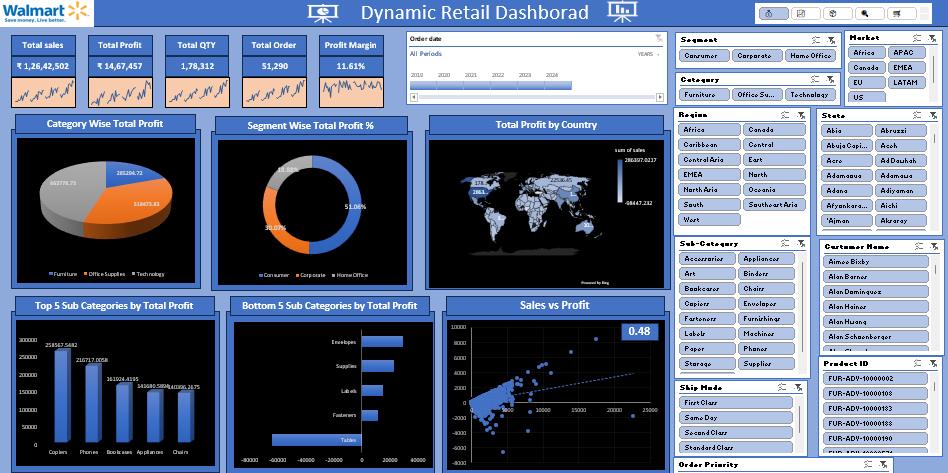 Walmart
Save money. Live better.
Dynamic Retail Dashborad
Total sales
₹ 1,26,42,502
Total Profit
₹ 14,67,457
Total QTY
1,78,312
Total Order
51,290
Profit Margin
11.61%
Order date
All Periods
YEARS
2018 2020 2021 2022 2023 2024
Segment
Consumer Corporate Home Office
Category
Furniture Office Su... Technology
Market
Africa APAC
Canada EMEA
EU LATAM
US
Category Wise Total Profit
285204.72
518473.83
663778.73
Furniture Office Supplies Technology
Segment Wise Total Profit %
51.06%
30.07%
Consumer Corporate Home Office
Total Profit by Country
sum of sales
286397.0217
-98447.232
Powered by Bing
Region
Africa Canada
Caribbean Central
Central Asia East
EMEA North
North Asia Oceania
South Southeast Asia
West
State
Abia Abruzzi
Abuja Capi... Aceh
Acre Ad Dawhah
Adamaoua Adamawa
Adana Adiyaman
Afyonkara... Aichi
'Ajman Aksaray
Top 5 Sub Categories by Total Profit
300000
250000
200000
150000
100000
50000
0
258567.5482
216717.0058
161924.4195
141680.5894
140396.2675
Copiers Phones Bookcases Appliances Chairs
Bottom 5 Sub Categories by Total Profit
Envelopes
Supplies
Labels
Fasteners
Tables
-80000 -60000 -40000 -20000 0 20000 40000
Sales vs Profit
0.48
10000
8000
6000
4000
2000
0
-2000
-4000
-6000
-8000
5000 10000 15000 20000 25000
Sub-Category
Accessories Appliances
Art Binders
Bookcases Chairs
Copiers Envelopes
Fasteners Furnishings
Labels Machines
Paper Phones
Storage Supplies
Customer Name
Aimee Bixby
Alan Barnes
Alan Dominguez
Alan Haines
Alan Hwang
Alan Schoenberger
Ship Mode
First Class
Same Day
Second Class
Standard Class
Product ID
FUR-ADV-10000002
FUR-ADV-10000108
FUR-ADV-10000183
FUR-ADV-10000188
FUR-ADV-10000190
Order Priority